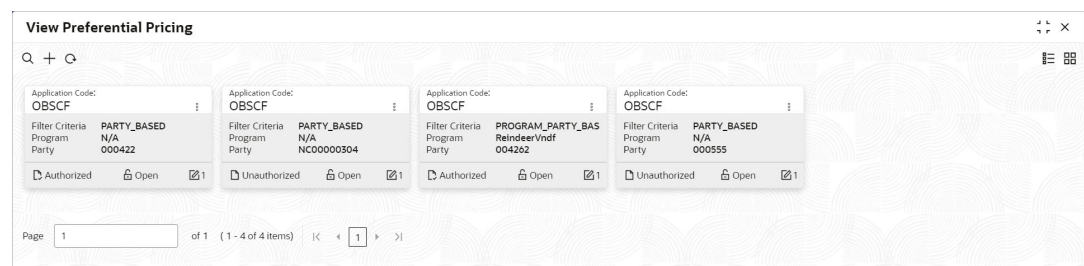 View Preferential Pricing
Application Code:
OBSCF
Filter Criteria PARTY_BASED
Program N/A
Party 000422
Authorized Open 1
Application Code:
OBSCF
Filter Criteria PARTY_BASED
Program N/A
Party NC00000304
Unauthorized Open 1
Application Code:
OBSCF
Filter Criteria PROGRAM_PARTY_BAS
Program ReindeerVndf
Party 004262
Authorized Open 1
Application Code:
OBSCF
Filter Criteria PARTY_BASED
Program N/A
Party 000555
Unauthorized Open 1
Page 1 of 1 (1 - 4 of 4 items) 1